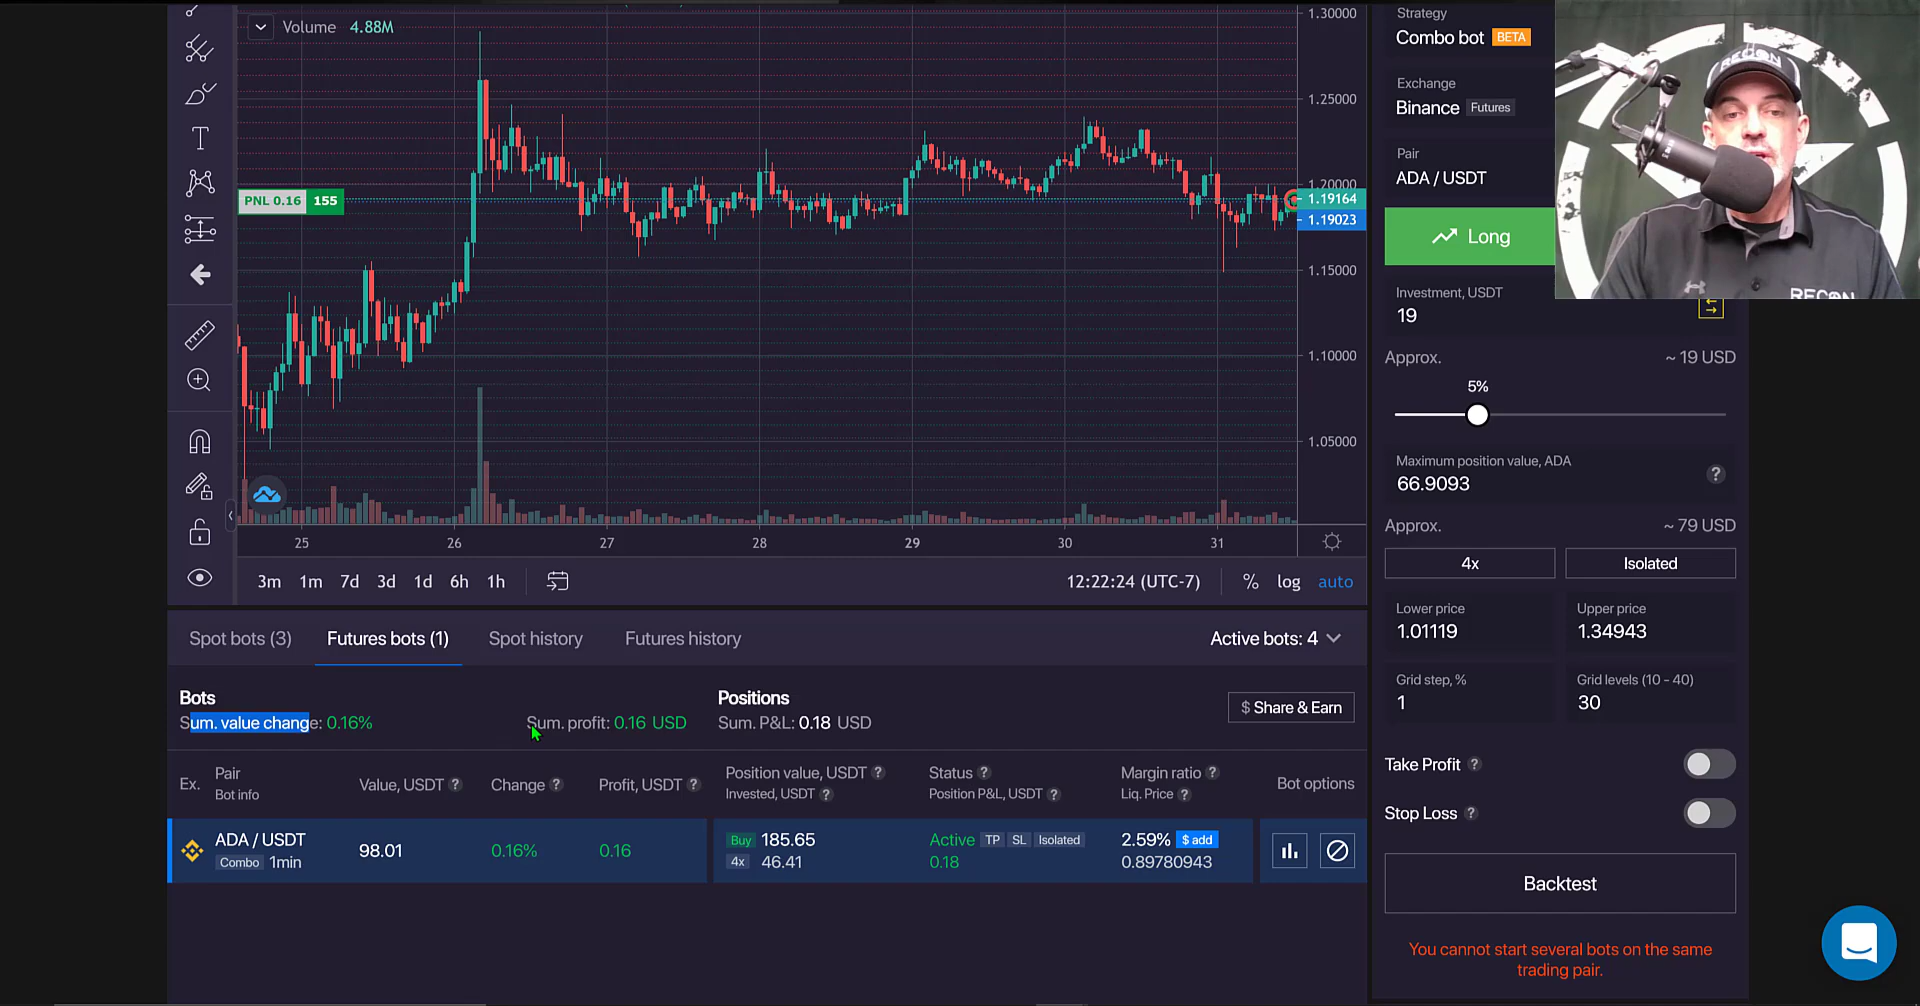 Volume 4.88M
1.30000
1.25000
1.20000
1.19164
1.19023
1.15000
1.10000
1.05000
PNL 0.16 155
25 26 27 28 29 30 31
3m 1m 7d 3d 1d 6h 1h
12:22:24 (UTC-7)
% log auto
Spot bots (3) Futures bots (1) Spot history Futures history
Active bots: 4
Bots
Sum. value change: 0.16%
Sum. profit: 0.16 USD
Positions
Sum. P&L: 0.18 USD
$ Share & Earn
Ex.
Pair
Bot info
Value, USDT ?
Change ?
Profit, USDT ?
Position value, USDT ?
Invested, USDT ?
Status ?
Position P&L, USDT ?
Margin ratio ?
Liq. Price ?
Bot options
ADA / USDT
Combo 1min
98.01
0.16%
0.16
Buy 185.65
4x 46.41
Active TP SL Isolated
0.18
2.59% $ add
0.89780943
Strategy
Combo bot BETA
Exchange
Binance Futures
Pair
ADA / USDT
Long
Investment, USDT
19
Approx. ~ 19 USD
5%
Maximum position value, ADA
66.9093
?
Approx. ~ 79 USD
4x Isolated
Lower price
1.01119
Upper price
1.34943
Grid step, %
1
Grid levels (10 - 40)
30
Take Profit ?
Stop Loss ?
Backtest
You cannot start several bots on the same
trading pair.
RECON
RECON